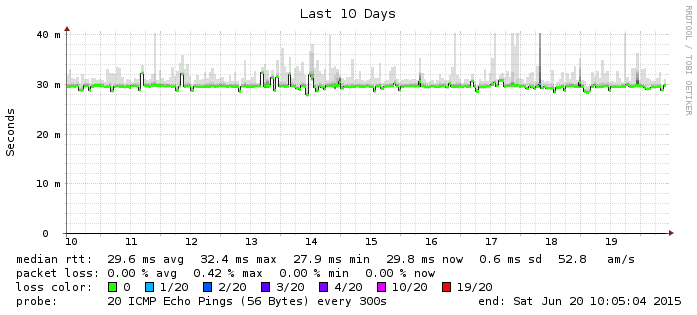 Last 10 Days
RRDTOOL / TOBI OETIKER
Seconds
40 m
30 m
20 m
10 m
0
10 11 12 13 14 15 16 17 18 19
median rtt: 29.6 ms avg 32.4 ms max 27.9 ms min 29.8 ms now 0.6 ms sd 52.8 am/s
packet loss: 0.00 % avg 0.42 % max 0.00 % min 0.00 % now
loss color: 0 1/20 2/20 3/20 4/20 10/20 19/20
probe: 20 ICMP Echo Pings (56 Bytes) every 300s end: Sat Jun 20 10:05:04 2015